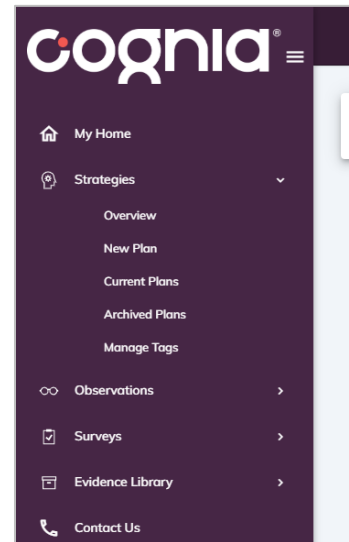 cognia®
My Home
Strategies
Overview
New Plan
Current Plans
Archived Plans
Manage Tags
Observations
Surveys
Evidence Library
Contact Us